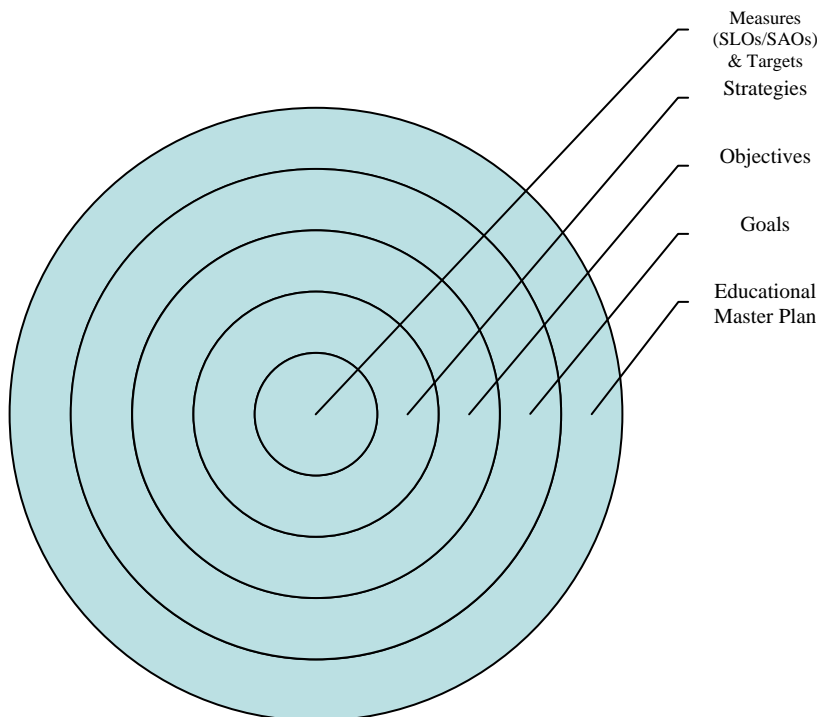 Measures
(SLOs/SAOs)
& Targets
Strategies
Objectives
Goals
Educational
Master Plan